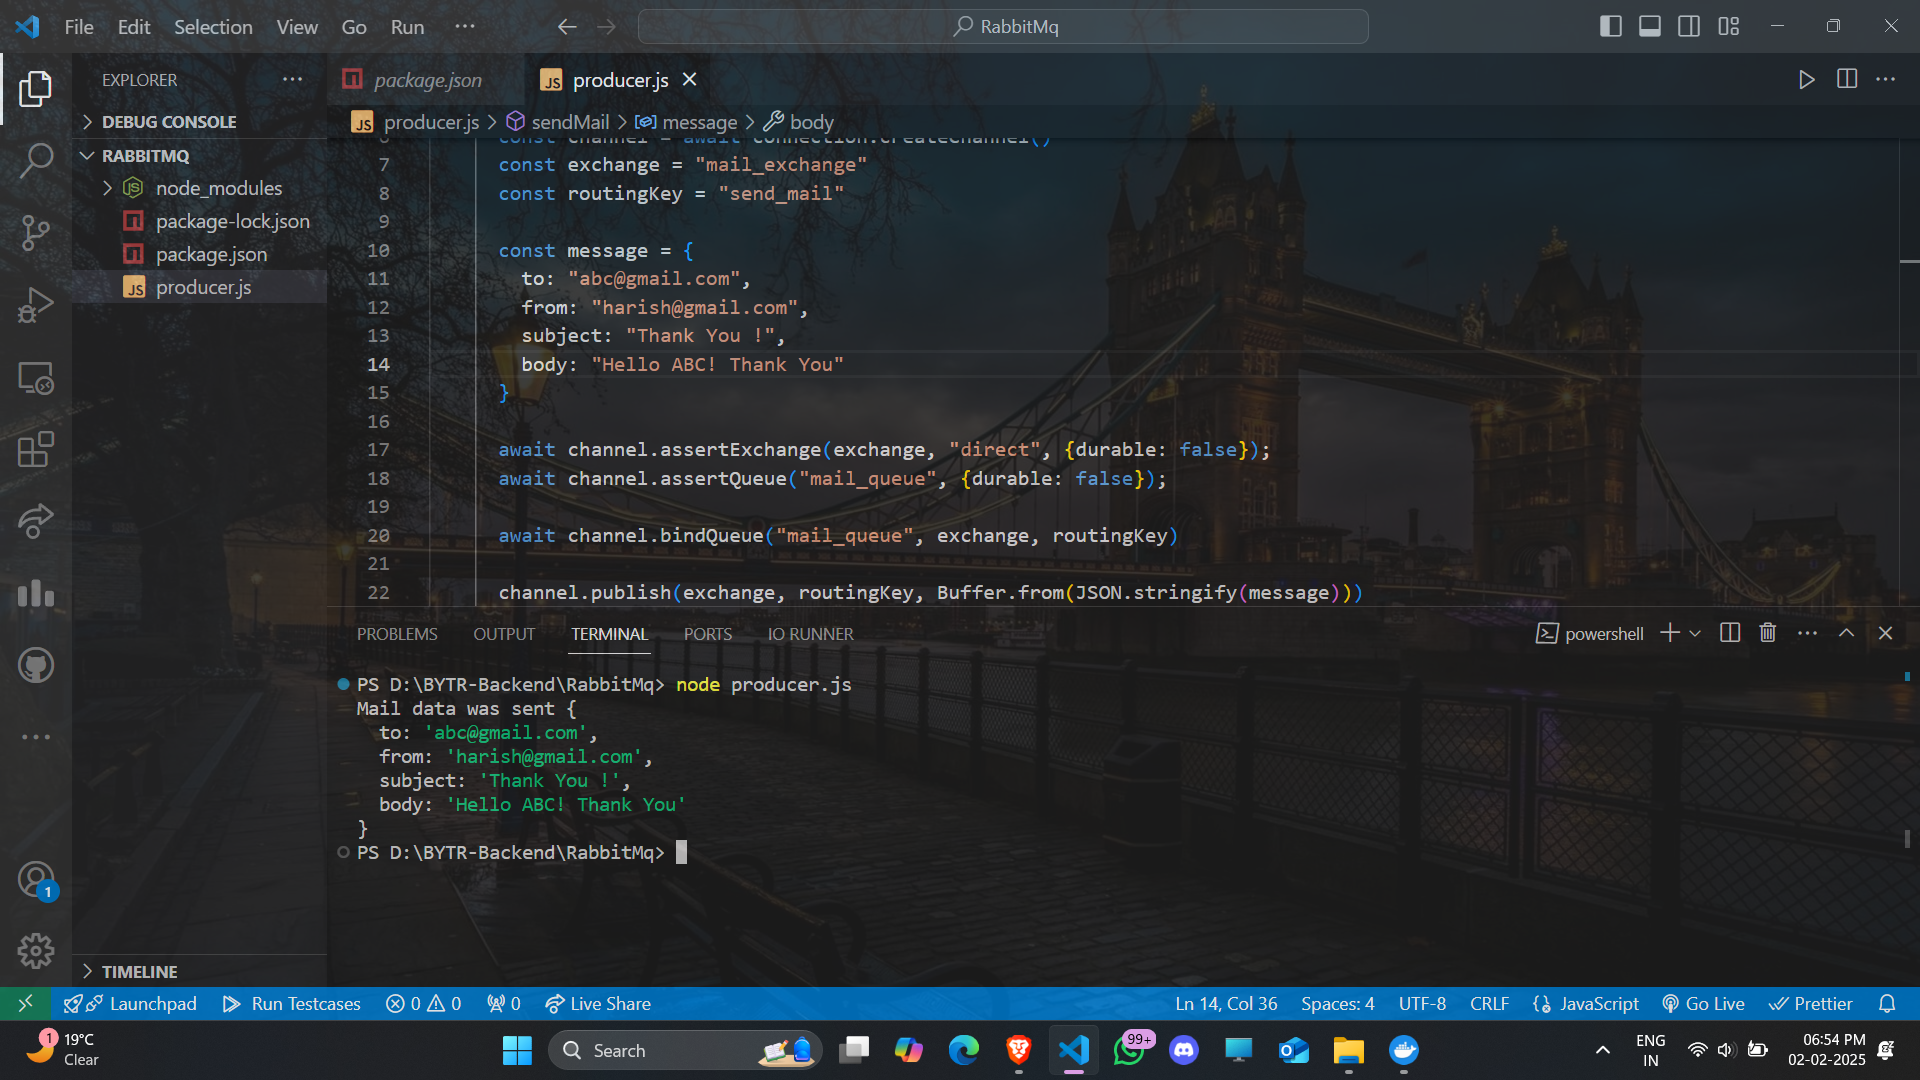 File Edit Selection View Go Run ···
RabbitMq
EXPLORER
package.json
producer.js
DEBUG CONSOLE
producer.js > sendMail > message > body
RABBITMQ
node_modules
package-lock.json
package.json
producer.js
6 const channel = await connection.createChannel()
7 const exchange = "mail_exchange"
8 const routingKey = "send_mail"
9
10 const message = {
11 to: "abc@gmail.com",
12 from: "harish@gmail.com",
13 subject: "Thank You !",
14 body: "Hello ABC! Thank You"
15 }
16
17 await channel.assertExchange(exchange, "direct", {durable: false});
18 await channel.assertQueue("mail_queue", {durable: false});
19
20 await channel.bindQueue("mail_queue", exchange, routingKey)
21
22 channel.publish(exchange, routingKey, Buffer.from(JSON.stringify(message)))
PROBLEMS OUTPUT TERMINAL PORTS IO RUNNER
powershell
PS D:\BYTR-Backend\RabbitMq> node producer.js
Mail data was sent {
to: 'abc@gmail.com',
from: 'harish@gmail.com',
subject: 'Thank You !',
body: 'Hello ABC! Thank You'
}
PS D:\BYTR-Backend\RabbitMq>
1
TIMELINE
Launchpad Run Testcases 0 0 0 Live Share
Ln 14, Col 36 Spaces: 4 UTF-8 CRLF JavaScript Go Live Prettier
1
19°C
Clear
Search
99+
ENG
IN
06:54 PM
02-02-2025